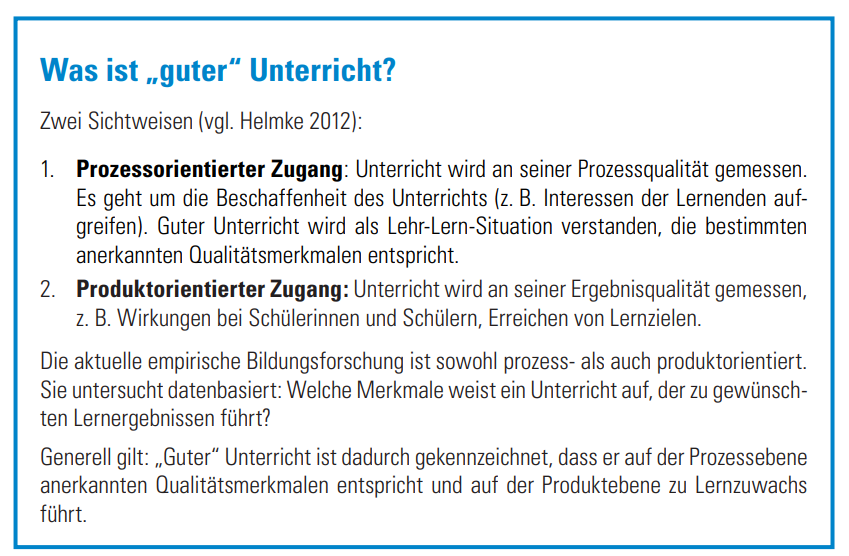 Was ist „guter“ Unterricht?
Zwei Sichtweisen (vgl. Helmke 2012):
1. Prozessorientierter Zugang: Unterricht wird an seiner Prozessqualität gemessen.
Es geht um die Beschaffenheit des Unterrichts (z. B. Interessen der Lernenden auf-
greifen). Guter Unterricht wird als Lehr-Lern-Situation verstanden, die bestimmten
anerkannten Qualitätsmerkmalen entspricht.
2. Produktorientierter Zugang: Unterricht wird an seiner Ergebnisqualität gemessen,
z. B. Wirkungen bei Schülerinnen und Schülern, Erreichen von Lernzielen.
Die aktuelle empirische Bildungsforschung ist sowohl prozess- als auch produktorientiert.
Sie untersucht datenbasiert: Welche Merkmale weist ein Unterricht auf, der zu gewünsch-
ten Lernergebnissen führt?
Generell gilt: „Guter“ Unterricht ist dadurch gekennzeichnet, dass er auf der Prozessebene
anerkannten Qualitätsmerkmalen entspricht und auf der Produktebene zu Lernzuwachs
führt.